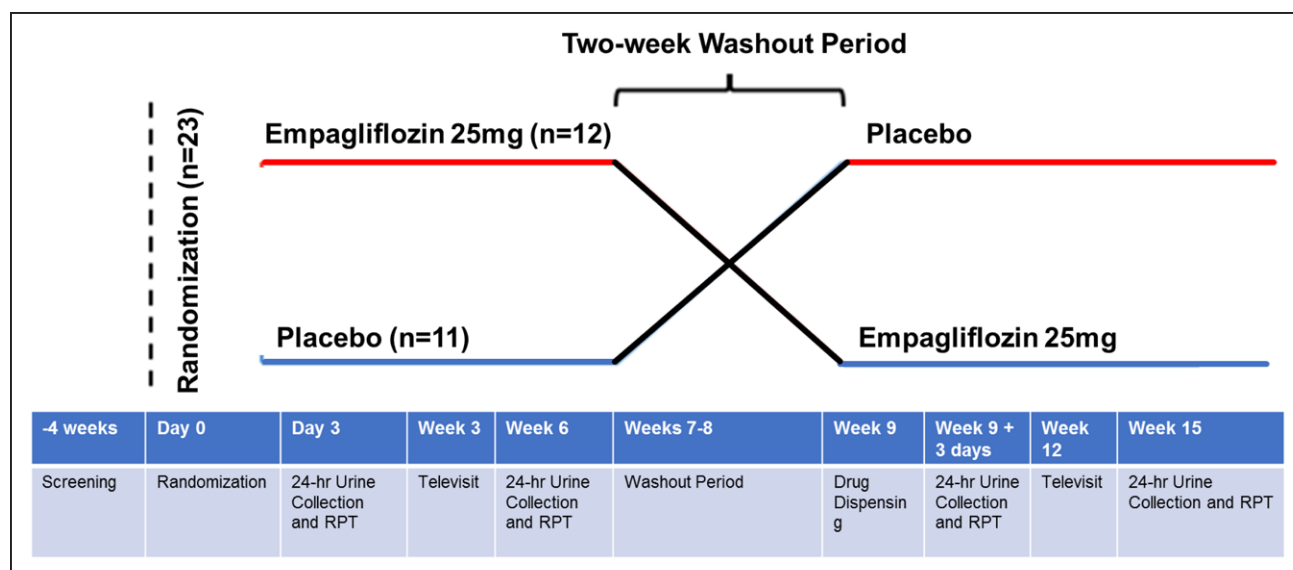 Two-week Washout Period
Randomization (n=23)
Empagliflozin 25mg (n=12)
Placebo
Placebo (n=11)
Empagliflozin 25mg
-4 weeks
Day 0
Day 3
Week 3
Week 6
Weeks 7-8
Week 9
Week 9 +
3 days
Week
12
Week 15
Screening
Randomization
24-hr Urine
Collection
and RPT
Televisit
24-hr Urine
Collection
and RPT
Washout Period
Drug
Dispensin
g
24-hr Urine
Collection
and RPT
Televisit
24-hr Urine
Collection and RPT